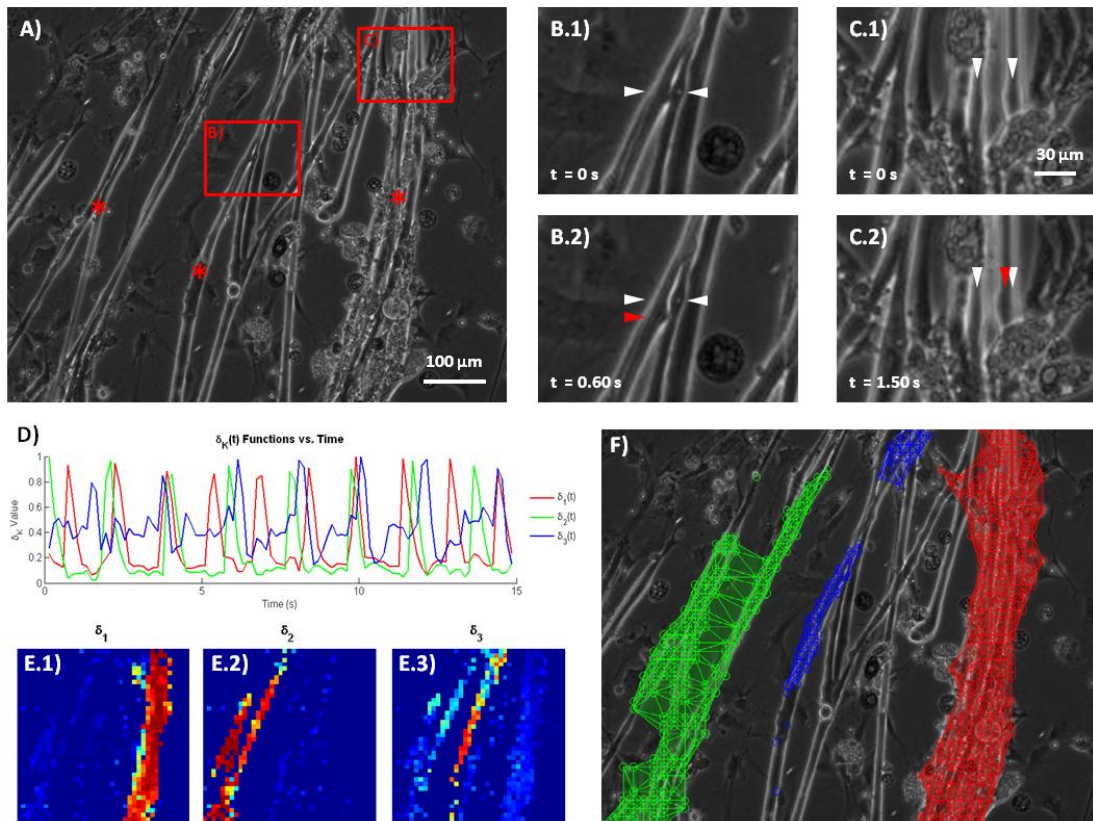 A)
B)
C)
*
*
*
100 µm
B.1)
t = 0 s
C.1)
30 µm
t = 0 s
B.2)
t = 0.60 s
C.2)
t = 1.50 s
D)
δK(t) Functions vs. Time
δK Value
1
0.8
0.6
0.4
0.2
0
0
5
10
15
Time (s)
δ1(t)
δ2(t)
δ3(t)
δ1
δ2
δ3
E.1)
E.2)
E.3)
F)